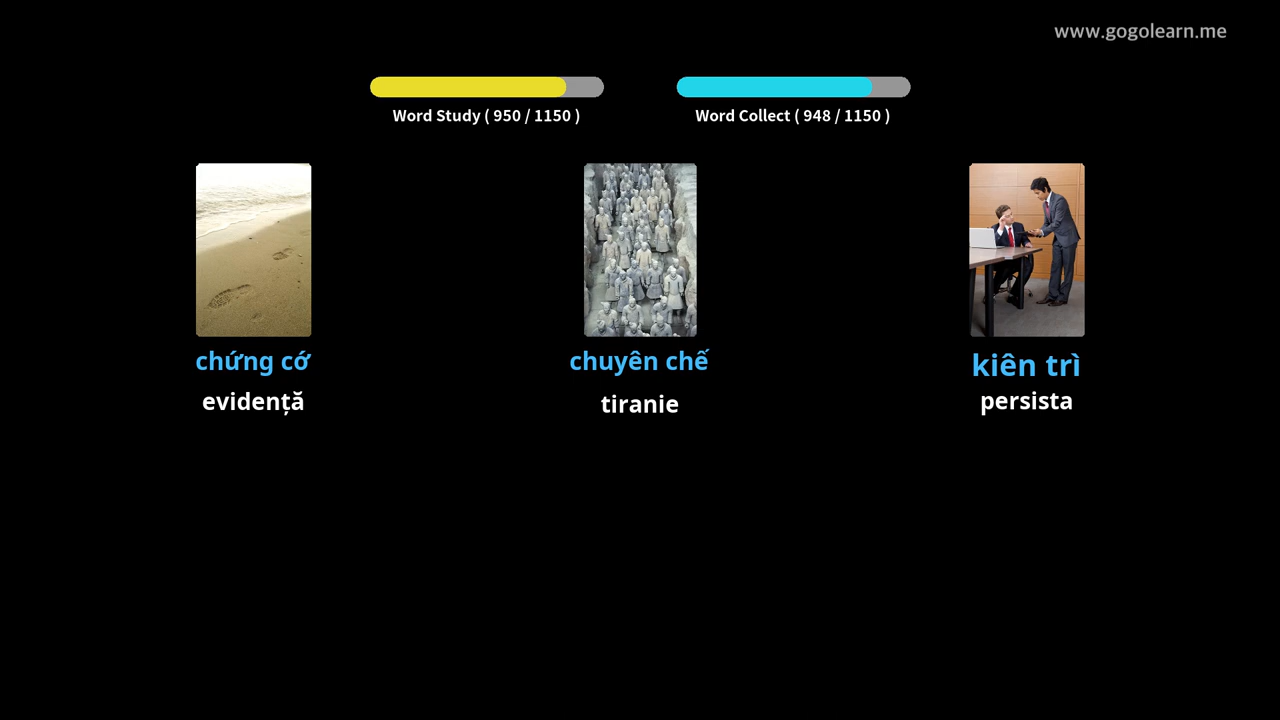 www.gogolearn.me
Word Study ( 950 / 1150 )
Word Collect ( 948 / 1150 )
chứng cớ
chuyên chế
kiên trì
evidență
tiranie
persista